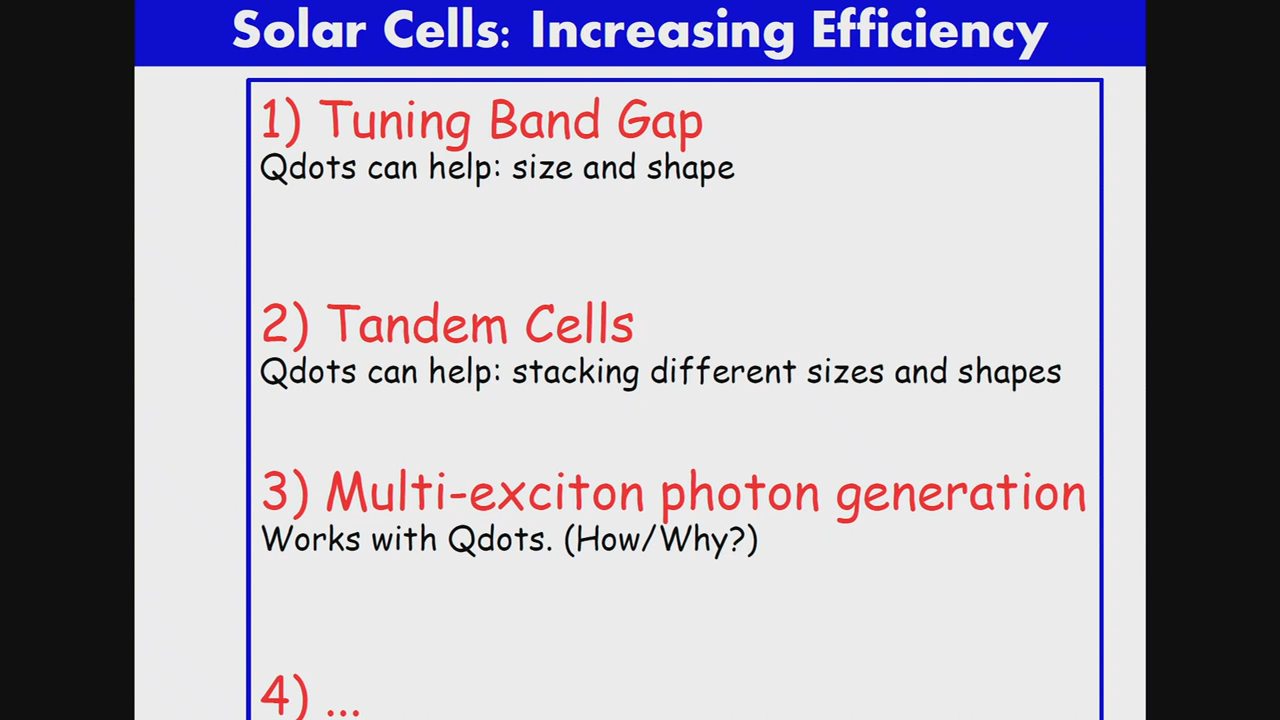 Solar Cells: Increasing Efficiency
1) Tuning Band Gap
Qdots can help: size and shape
2) Tandem Cells
Qdots can help: stacking different sizes and shapes
3) Multi-exciton photon generation
Works with Qdots. (How/Why?)
4) ...